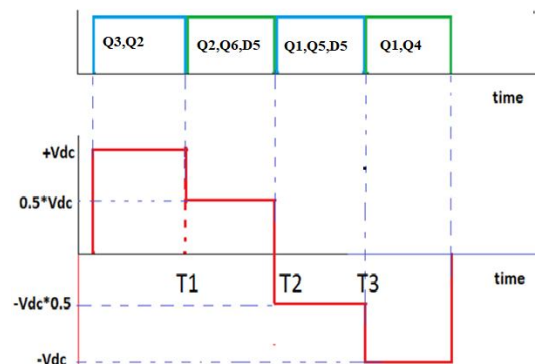 Q3,Q2 Q2,Q6,D5 Q1,Q5,D5 Q1,Q4
time
+Vdc
0.5*Vdc
T1 T2 T3 time
-Vdc*0.5
-Vdc